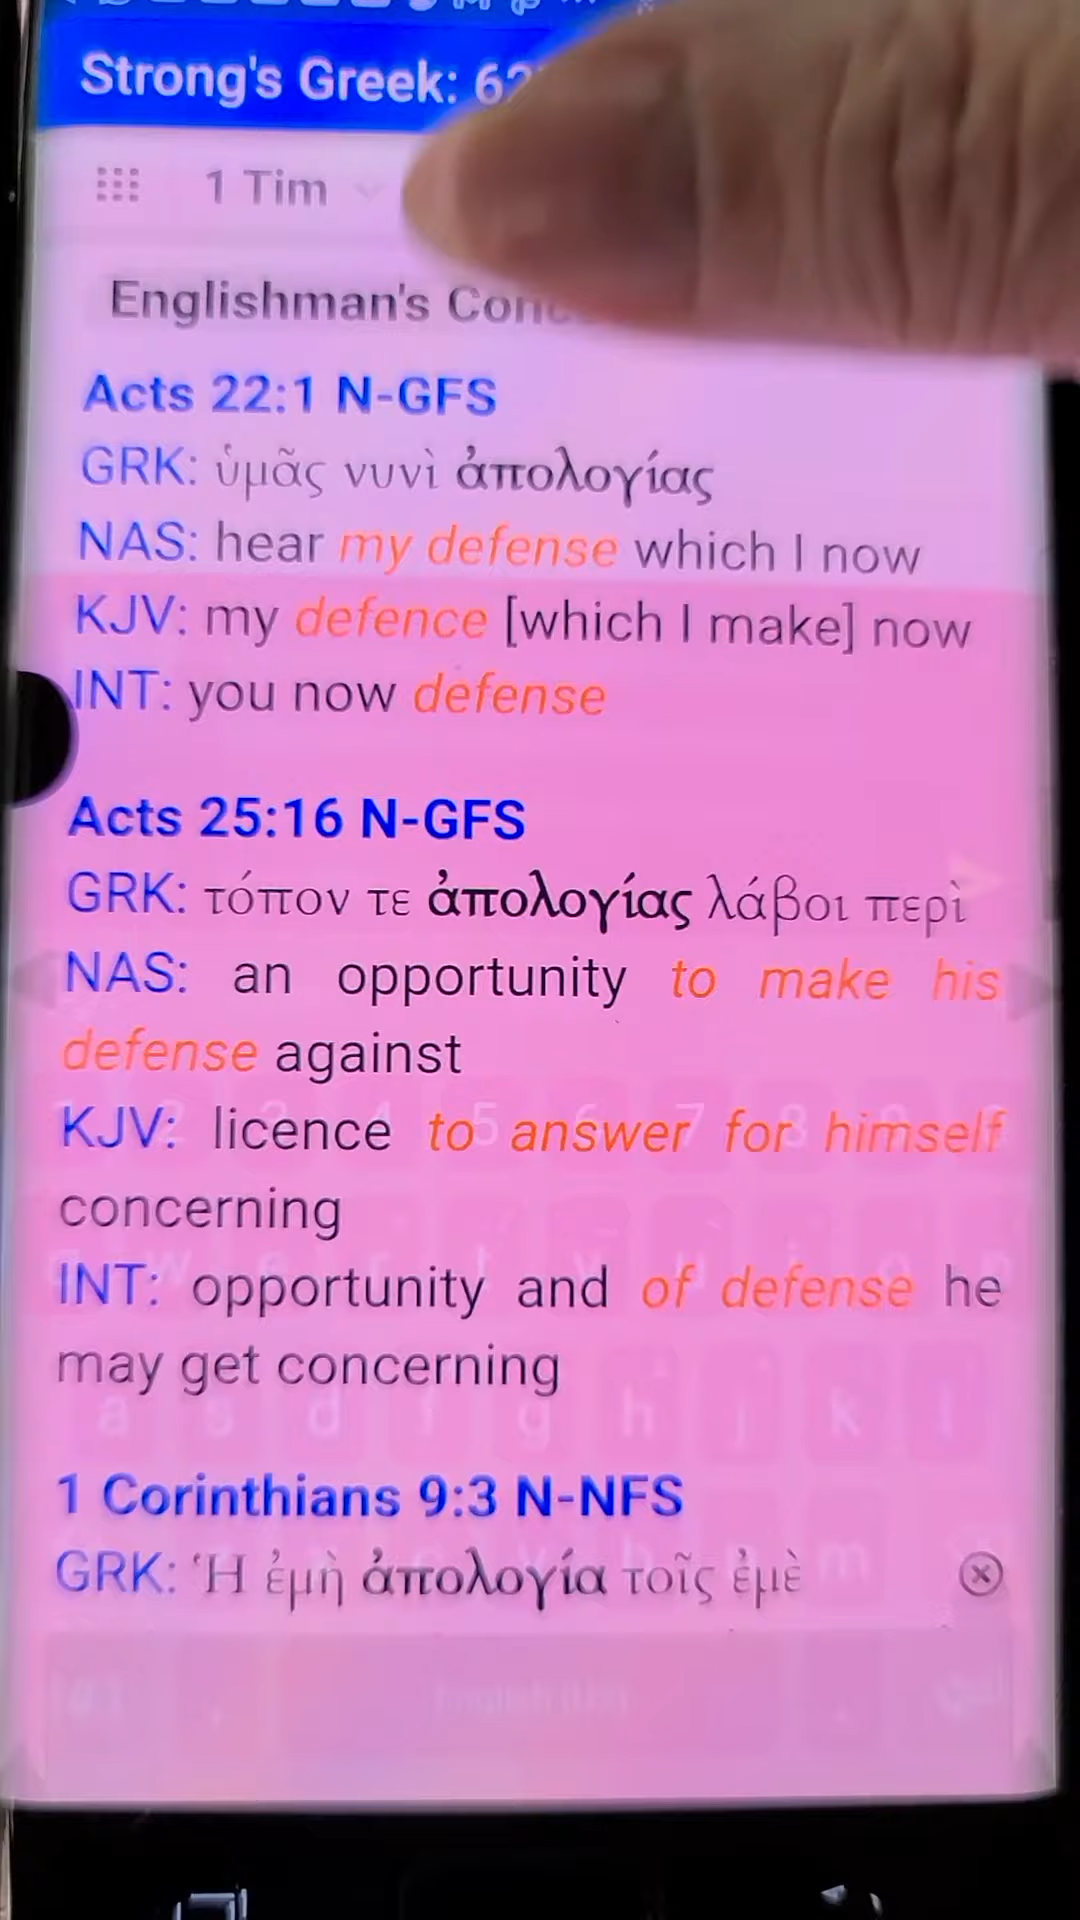 Strong's Greek:
1 Tim
Englishman's
Acts 22:1 N-GFS
GRK: ὑμᾶς νυνὶ ἀπολογίας
NAS: hear my defense which I now
KJV: my defence [which I make] now
INT: you now defense
Acts 25:16 N-GFS
GRK: τόπον τε ἀπολογίας λάβοι περὶ
NAS: an opportunity to make his
defense against
KJV: licence to answer for himself
concerning
INT: opportunity and of defense he
may get concerning
1 Corinthians 9:3 N-NFS
GRK: Ἡ ἐμὴ ἀπολογία τοῖς ἐμὲ